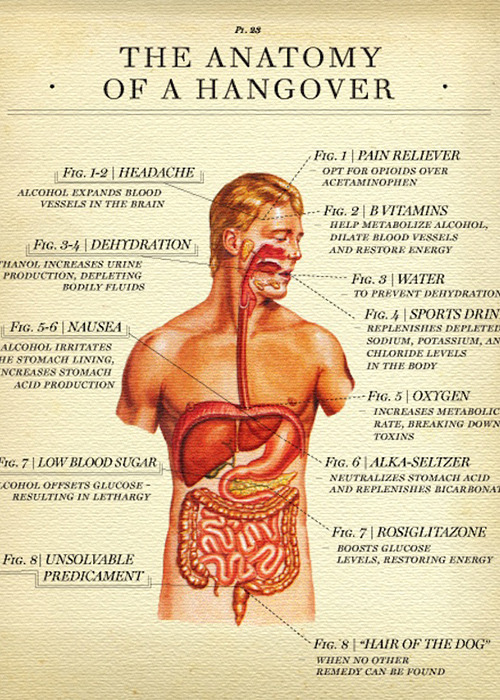 Pl. 23
THE ANATOMY
OF A HANGOVER
FIG. 1-2 | HEADACHE
ALCOHOL EXPANDS BLOOD
VESSELS IN THE BRAIN
FIG. 3-4 | DEHYDRATION
THANOL INCREASES URINE
PRODUCTION, DEPLETING
BODILY FLUIDS
FIG. 5-6 | NAUSEA
ALCOHOL IRRITATES
HE STOMACH LINING,
NCREASES STOMACH
ACID PRODUCTION
FIG. 7 | LOW BLOOD SUGAR
LCOHOL OFFSETS GLUCOSE -
RESULTING IN LETHARGY
FIG. 8 | UNSOLVABLE
PREDICAMENT
FIG. 1 | PAIN RELIEVER
OPT FOR OPIOIDS OVER
ACETAMINOPHEN
FIG. 2 | B VITAMINS
HELP METABOLIZE ALCOHOL,
DILATE BLOOD VESSELS
AND RESTORE ENERGY
FIG. 3 | WATER
TO PREVENT DEHYDRATION
FIG. 4 | SPORTS DRIN
REPLENISHES DEPLETED
SODIUM, POTASSIUM, AN
CHLORIDE LEVELS
IN THE BODY
FIG. 5 | OXYGEN
INCREASES METABOLIC
RATE, BREAKING DOWN
TOXINS
FIG. 6 | ALKA-SELTZER
NEUTRALIZES STOMACH ACID
AND REPLENISHES BICARBONAT
FIG. 7 | ROSIGLITAZONE
BOOSTS GLUCOSE
LEVELS, RESTORING ENERGY
FIG. 8 | "HAIR OF THE DOG"
WHEN NO OTHER
REMEDY CAN BE FOUND